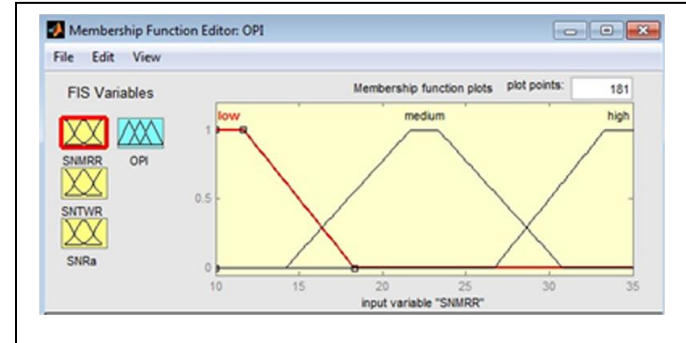 Membership Function Editor: OPI
File Edit View
FIS Variables
Membership function plots plot points: 181
low medium high
SNMRR OPI
SNTWR
SNRa
1
0.5
0
10 15 20 25 30 35
input variable "SNMRR"